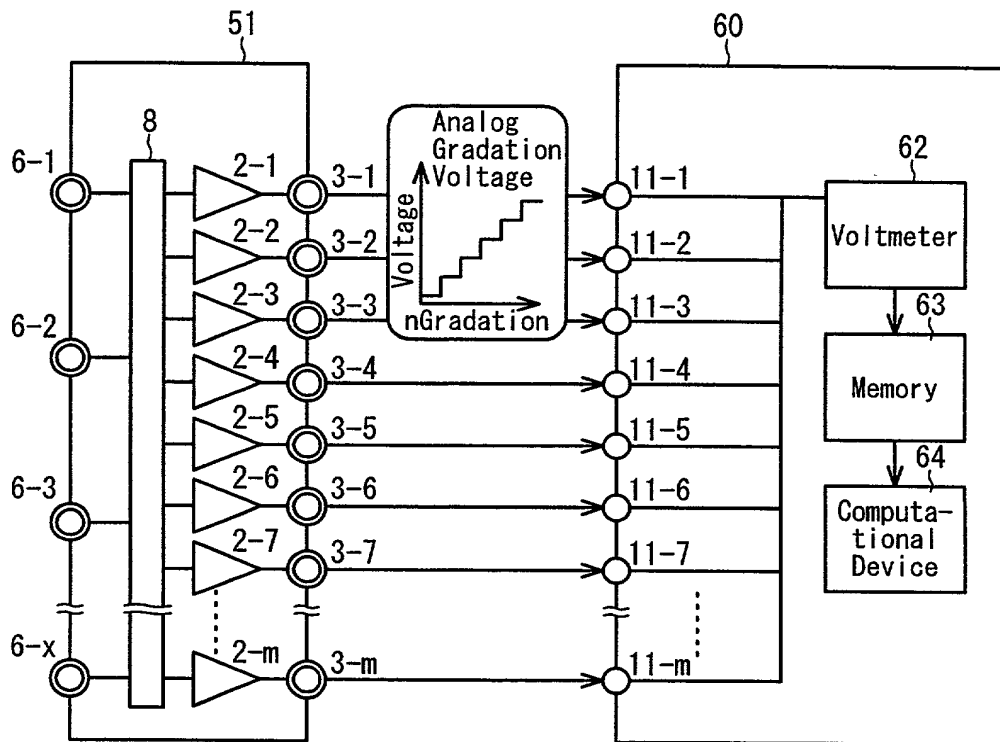 51
60
8
6-1
6-2
6-3
6-x
2-1
2-2
2-3
2-4
2-5
2-6
2-7
2-m
3-1
3-2
3-3
3-4
3-5
3-6
3-7
3-m
Analog
Gradation
Voltage
Voltage
nGradation
11-1
11-2
11-3
11-4
11-5
11-6
11-7
11-m
62
Voltmeter
63
Memory
64
Computa-
tional
Device